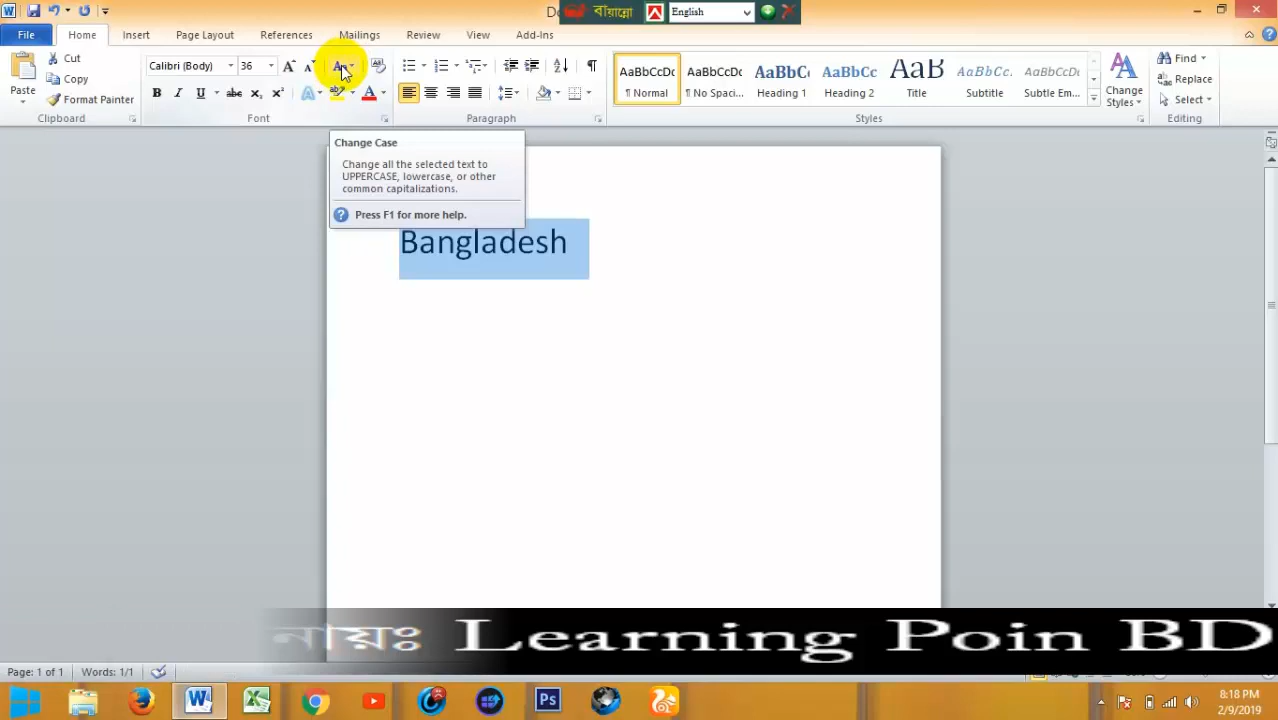 Do
বায়ান্নো
English
File
Home
Insert
Page Layout
References
Mailings
Review
View
Add-Ins
Paste
Cut
Copy
Format Painter
Calibri (Body)
36
AaBbCcDc
AaBbCcDc
AaBbCc
AaBbCc
AaB
AaBbCc.
AaBbCcDc
¶ Normal
¶ No Spaci...
Heading 1
Heading 2
Title
Subtitle
Subtle Em...
Change
Styles
Find
Replace
Select
Clipboard
Font
Paragraph
Styles
Editing
Change Case
Change all the selected text to
UPPERCASE, lowercase, or other
common capitalizations.
Press F1 for more help.
Bangladesh
নায়ঃ Learning Poin BD
Page: 1 of 1
Words: 1/1
Ps
8:18 PM
2/9/2019